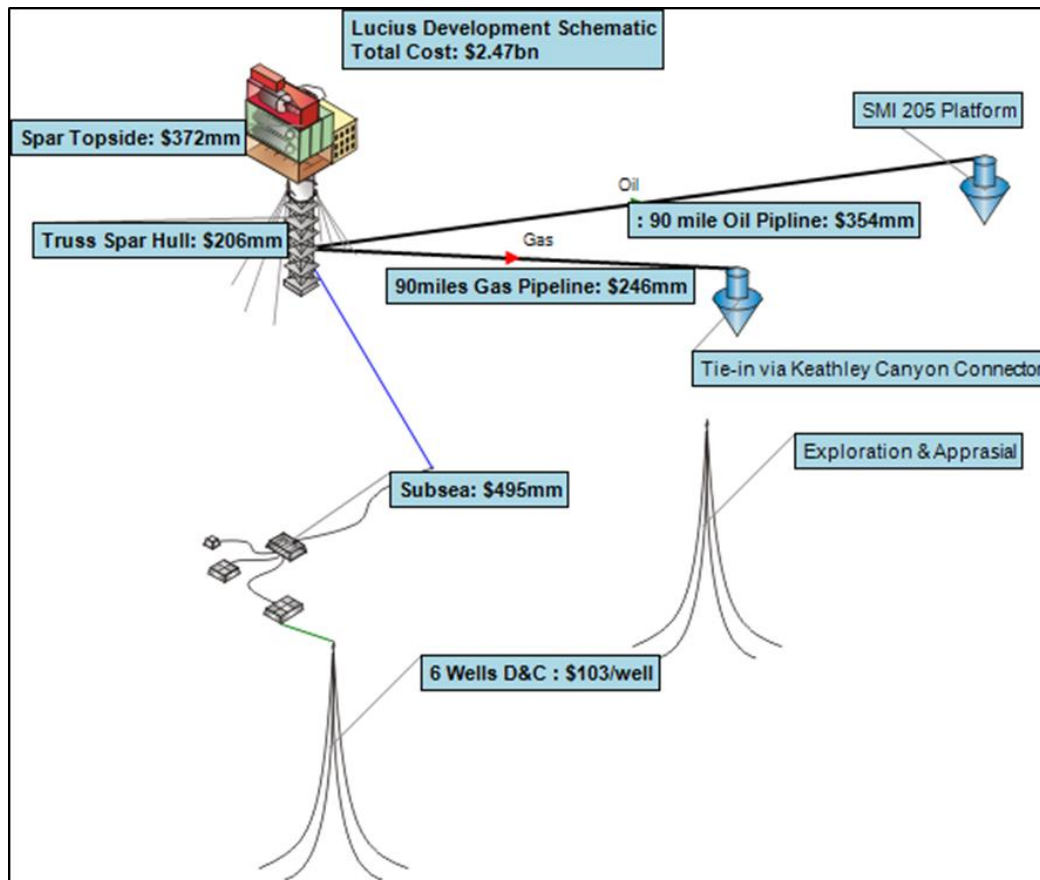 Lucius Development Schematic
Total Cost: $2.47bn
SMI 205 Platform
Spar Topside: $372mm
Oil
: 90 mile Oil Pipline: $354mm
Truss Spar Hull: $206mm
Gas
90miles Gas Pipeline: $246mm
Tie-in via Keathley Canyon Connector
Exploration & Apprasial
Subsea: $495mm
6 Wells D&C : $103/well